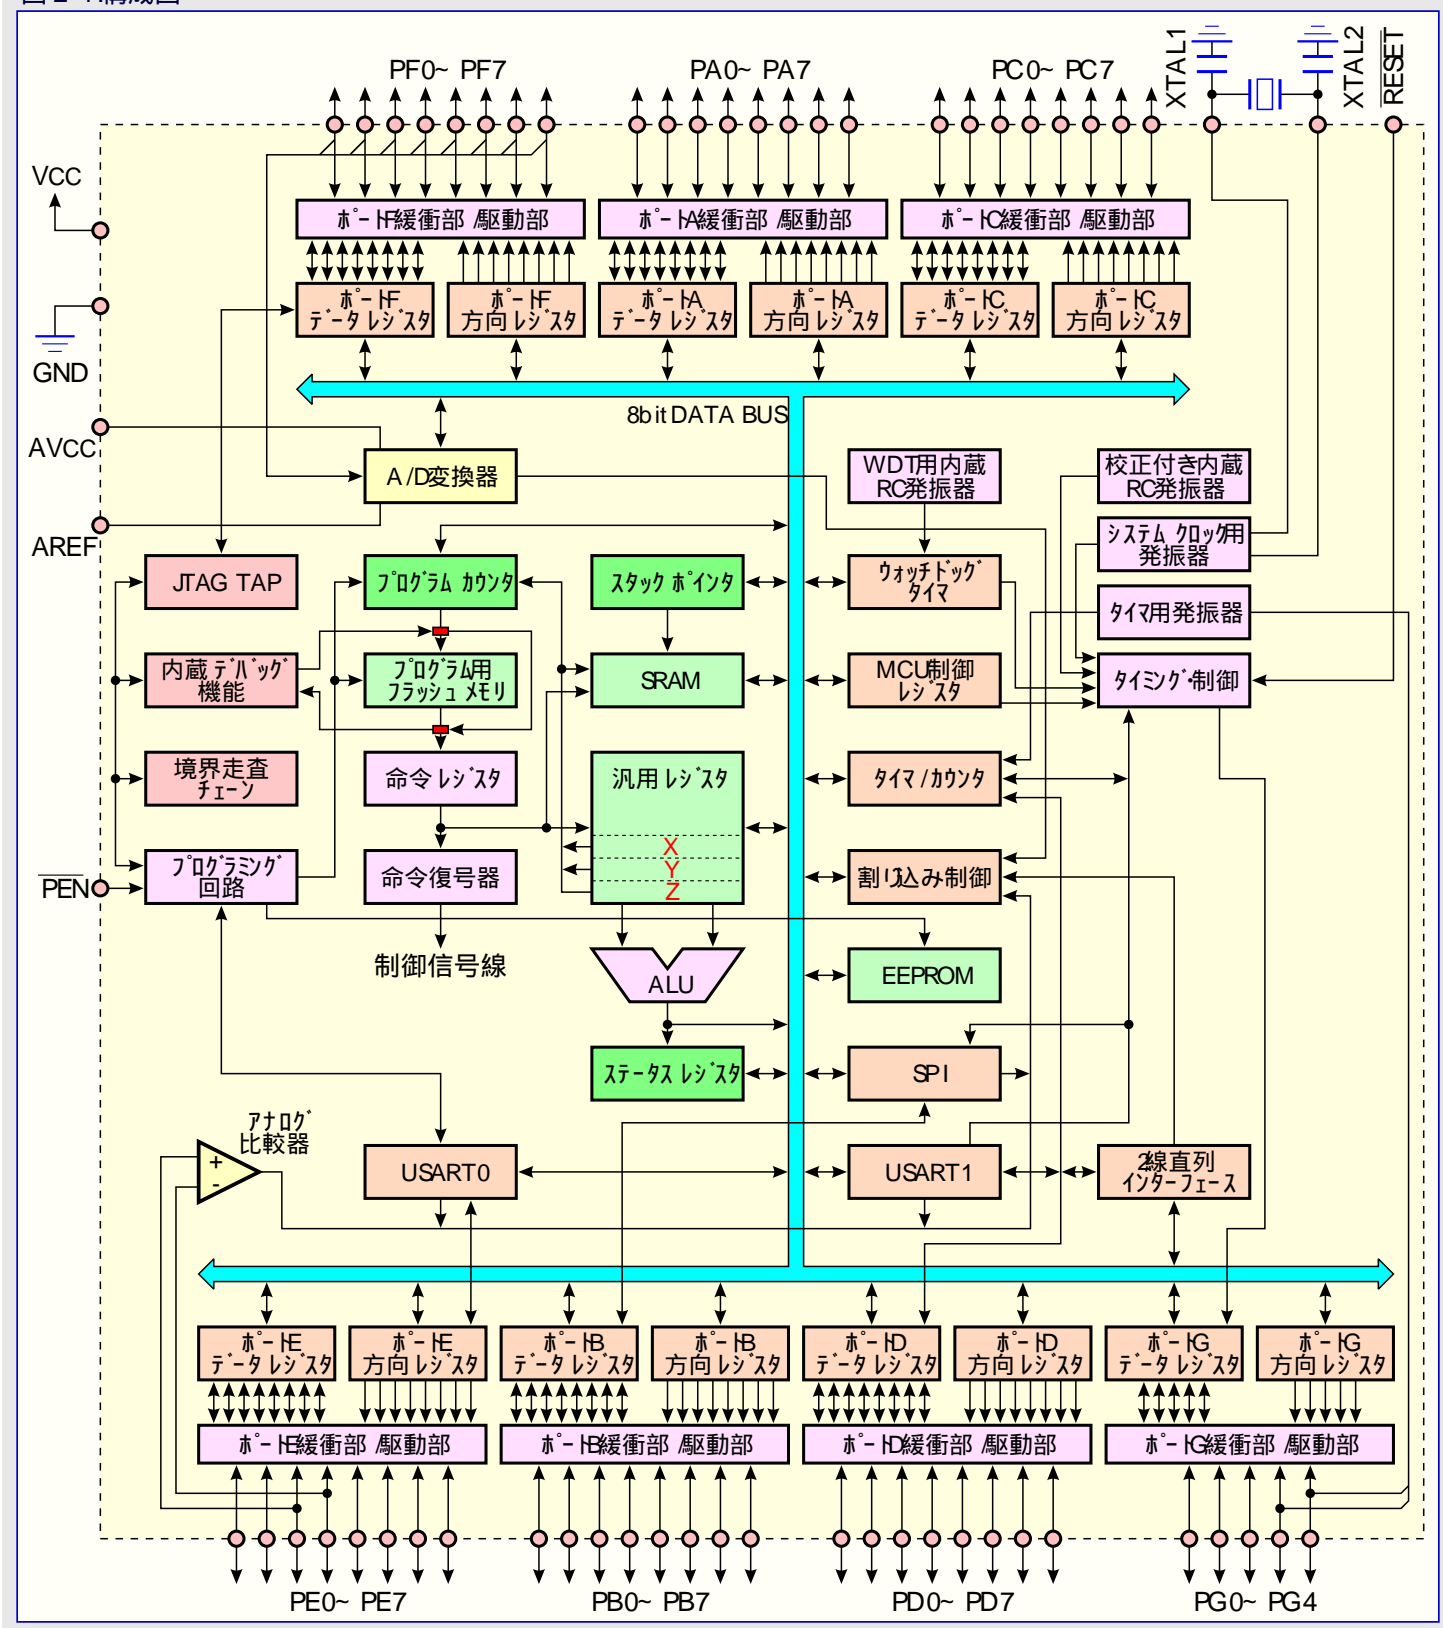 PF0~ PF7
PA0~ PA7
PC0~ PC7
XTAL1
XTAL2
RESET
VCC
GND
AVCC
AREF
PEN
ポートF緩衝部/駆動部
ポートA緩衝部/駆動部
ポートC緩衝部/駆動部
ポートF
データ レジスタ
ポートF
方向レジスタ
ポートA
データ レジスタ
ポートA
方向レジスタ
ポートC
データ レジスタ
ポートC
方向レジスタ
8bit DATA BUS
A/D変換器
WDT用内蔵
RC発振器
校正付き内蔵
RC発振器
システム クロック用
発振器
JTAG TAP
プログラム カウンタ
スタック ポインタ
ウォッチドッグ
タイマ
タイマ用発振器
内蔵デバッグ
機能
プログラム用
フラッシュ メモリ
SRAM
MCU制御
レジスタ
タイミング・制御
境界走査
チェーン
命令レジスタ
汎用レジスタ
X
Y
Z
タイマ/カウンタ
プログラミング
回路
命令復号器
割り込み制御
制御信号線
ALU
EEPROM
ステータス レジスタ
SPI
アナログ
比較器
+
-
USART0
USART1
2線直列
インターフェース
ポートE
データ レジスタ
ポートE
方向レジスタ
ポートB
データ レジスタ
ポートB
方向レジスタ
ポートD
データ レジスタ
ポートD
方向レジスタ
ポートG
データ レジスタ
ポートG
方向レジスタ
ポートE緩衝部/駆動部
ポートB緩衝部/駆動部
ポートD緩衝部/駆動部
ポートG緩衝部/駆動部
PE0~ PE7
PB0~ PB7
PD0~ PD7
PG0~ PG4